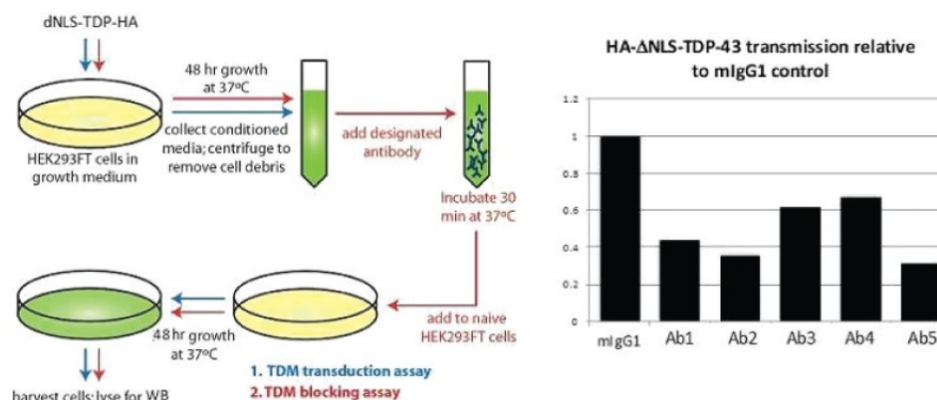 dNLS-TDP-HA
48 hr growth
at 37ºC
collect conditioned
media; centrifuge to
remove cell debris
HEK293FT cells in
growth medium
add designated
antibody
Incubate 30
min at 37ºC
add to naive
HEK293FT cells
48 hr growth
at 37ºC
1. TDM transduction assay
2. TDM blocking assay
harvest cells; lyse for WB
HA-ΔNLS-TDP-43 transmission relative
to mIgG1 control
1.2
1
0.8
0.6
0.4
0.2
0
mIgG1 Ab1 Ab2 Ab3 Ab4 Ab5